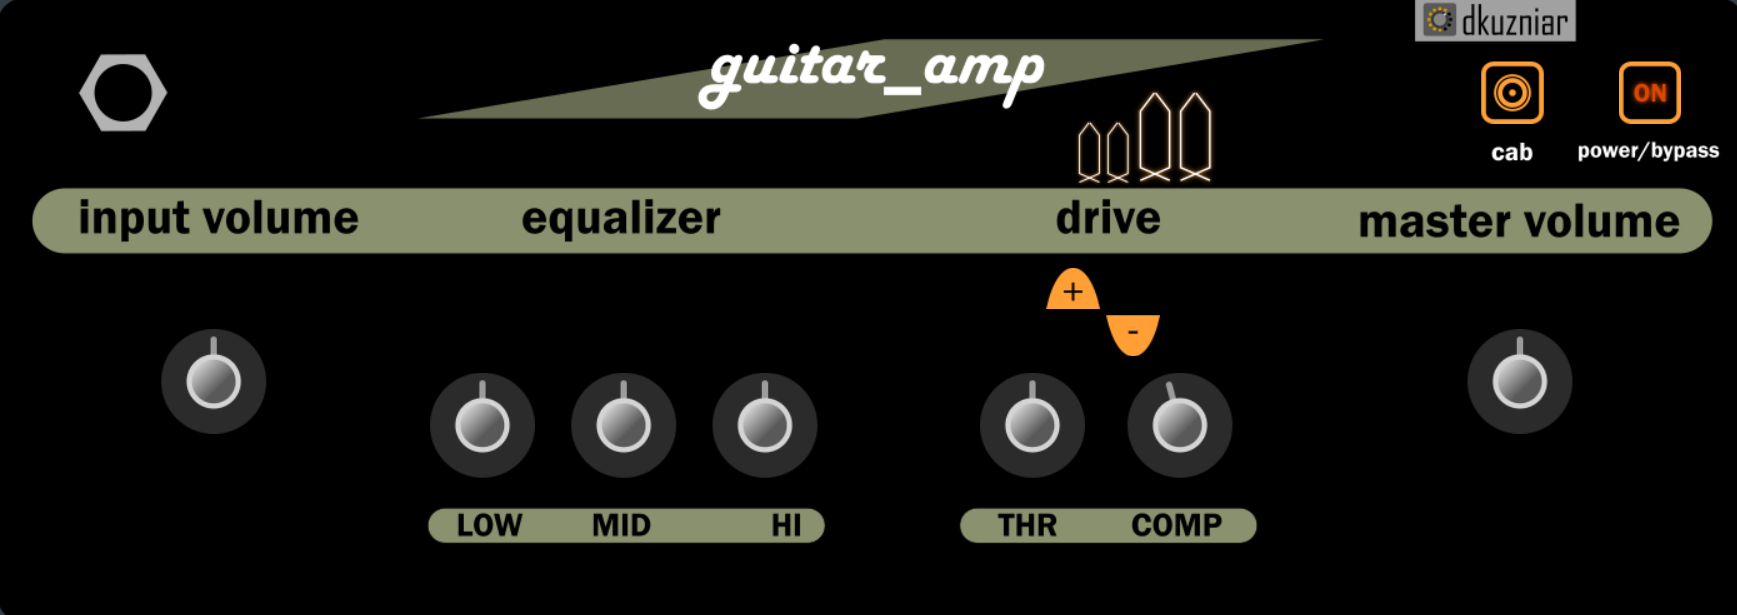 dkuzniar
guitar_amp
ON
cab
power/bypass
input volume
equalizer
drive
master volume
+
-
LOW
MID
HI
THR
COMP